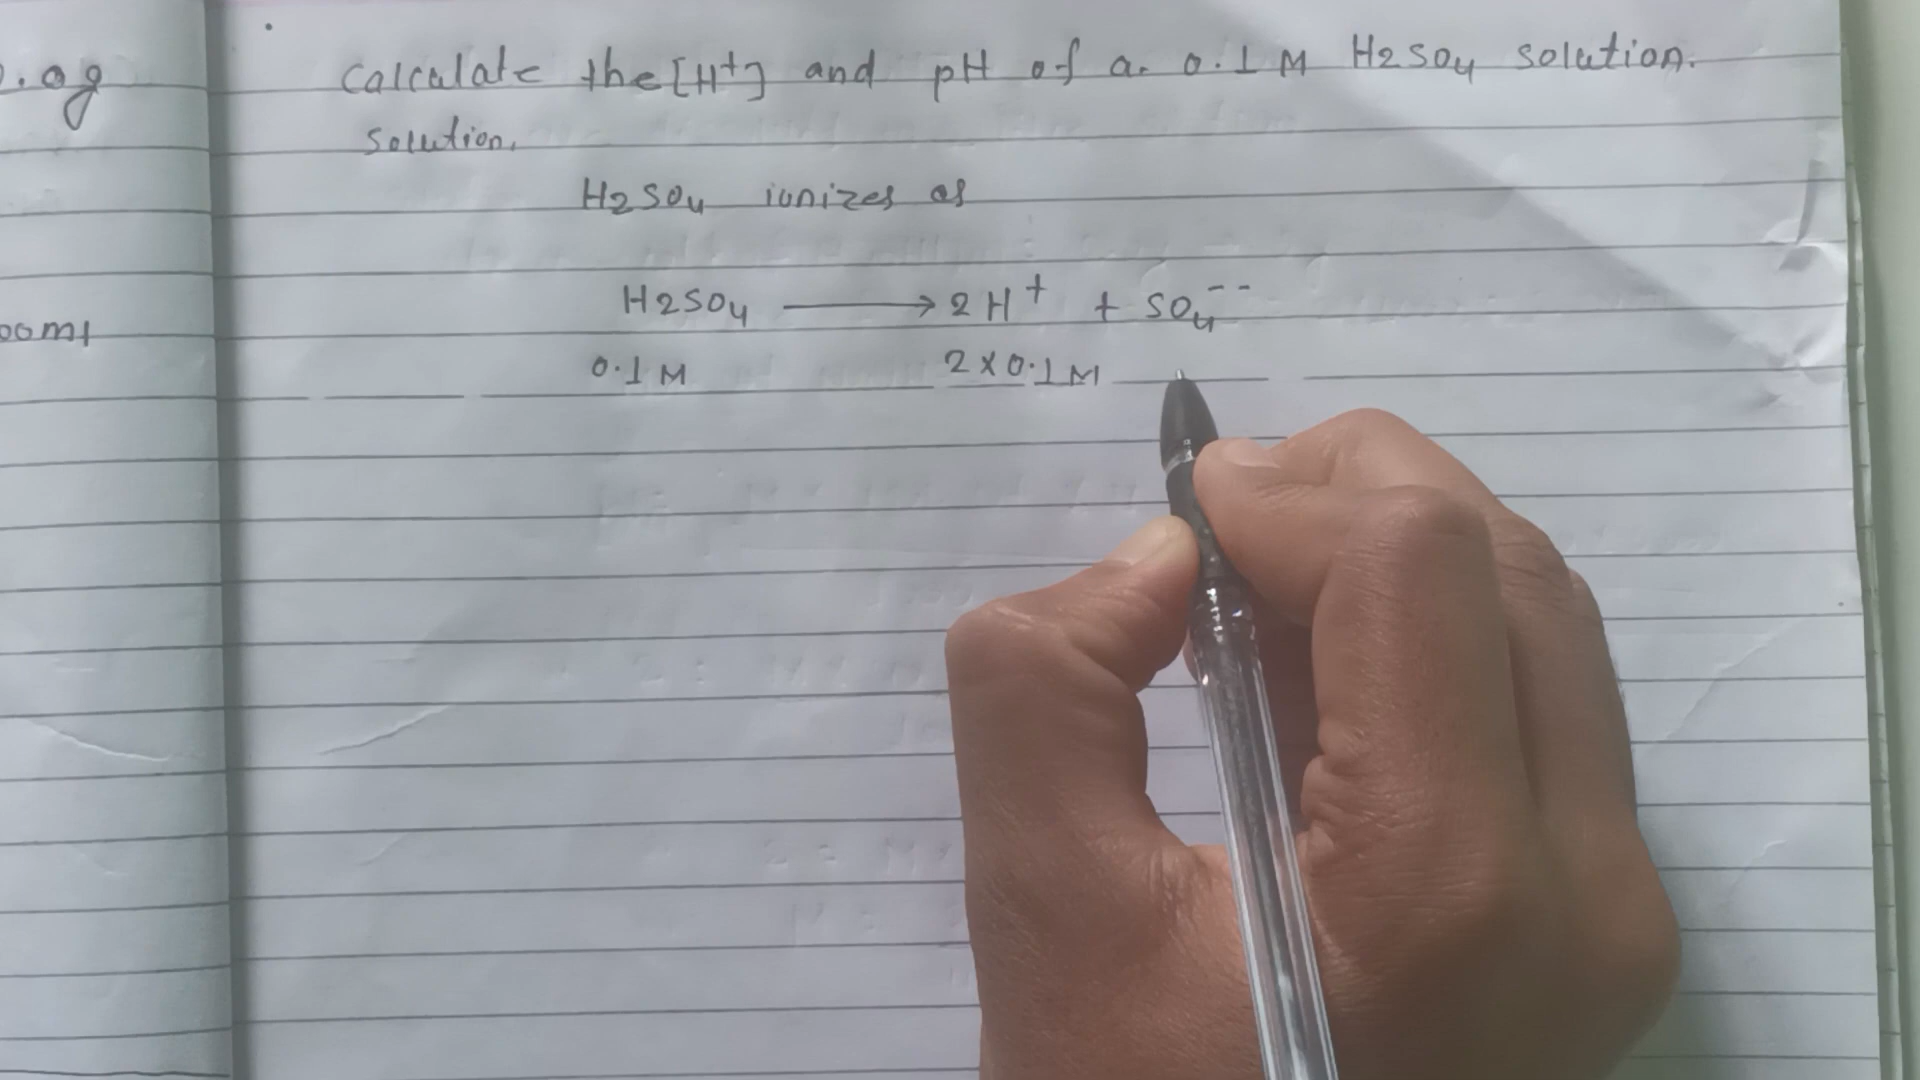 Calculate the [H+] and pH of a 0.1 M H2SO4 solution.
Solution.
H2SO4 ionizes as
H2SO4 ⟶ 2H+ + SO4--
0.1 M 2×0.1 M